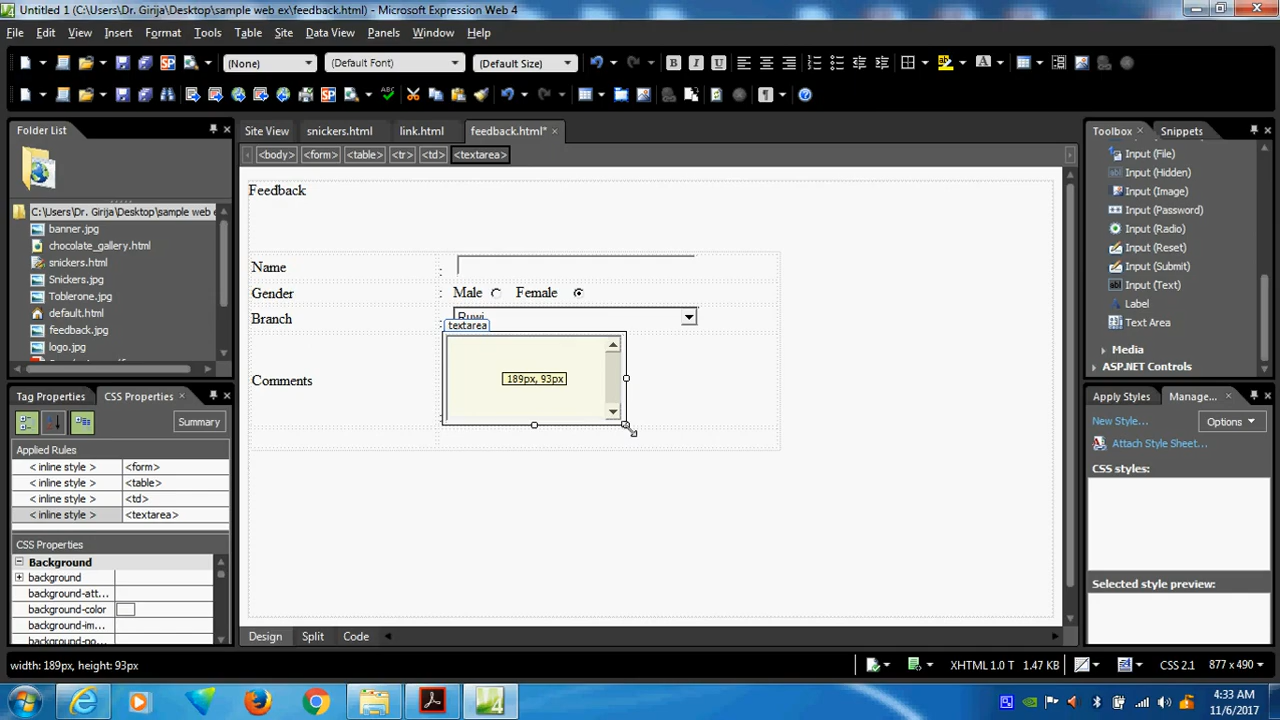 Untitled 1 (C:\Users\Dr. Girija\Desktop\sample web ex\feedback.html) - Microsoft Expression Web 4
File Edit View Insert Format Tools Table Site Data View Panels Window Help
(None) (Default Font) (Default Size)
Folder List
C:\Users\Dr. Girija\Desktop\sample web e
banner.jpg
chocolate_gallery.html
snickers.html
Snickers.jpg
Toblerone.jpg
default.html
feedback.jpg
logo.jpg
Tag Properties CSS Properties
Summary
Applied Rules
< inline style > <form>
< inline style > <table>
< inline style > <td>
< inline style > <textarea>
CSS Properties
Background
background
background-att...
background-color
background-im...
background-po...
Site View snickers.html link.html feedback.html*
<body> <form> <table> <tr> <td> <textarea>
Feedback
Name :
Gender : Male Female
Branch : Ruwi
textarea
Comments :
189px, 93px
Design Split Code
Toolbox Snippets
Input (File)
Input (Hidden)
Input (Image)
Input (Password)
Input (Radio)
Input (Reset)
Input (Submit)
Input (Text)
Label
Text Area
Media
ASP.NET Controls
Apply Styles Manage...
New Style... Options
Attach Style Sheet...
CSS styles:
Selected style preview:
width: 189px, height: 93px
XHTML 1.0 T 1.47 KB CSS 2.1 877 x 490
4:33 AM
11/6/2017